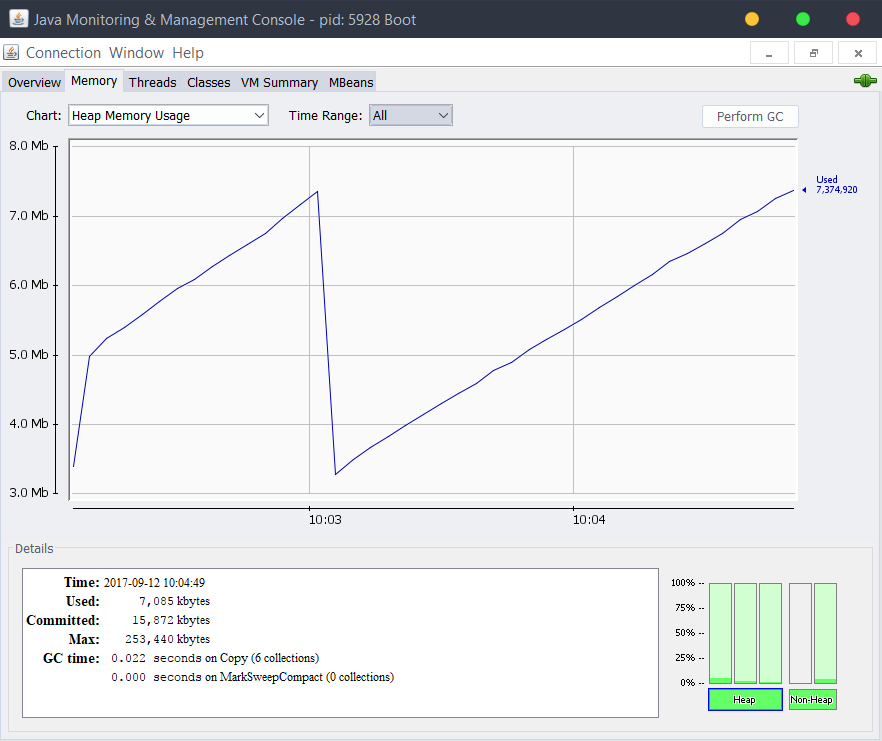 Java Monitoring & Management Console - pid: 5928 Boot
Connection Window Help
Overview Memory Threads Classes VM Summary MBeans
Chart: Heap Memory Usage Time Range: All Perform GC
8.0 Mb
Used
7,374,920
7.0 Mb
6.0 Mb
5.0 Mb
4.0 Mb
3.0 Mb
10:03 10:04
Details
Time: 2017-09-12 10:04:49
Used: 7,085 kbytes
Committed: 15,872 kbytes
Max: 253,440 kbytes
GC time: 0.022 seconds on Copy (6 collections)
0.000 seconds on MarkSweepCompact (0 collections)
100% --
75% --
50% --
25% --
0% --
Heap Non-Heap